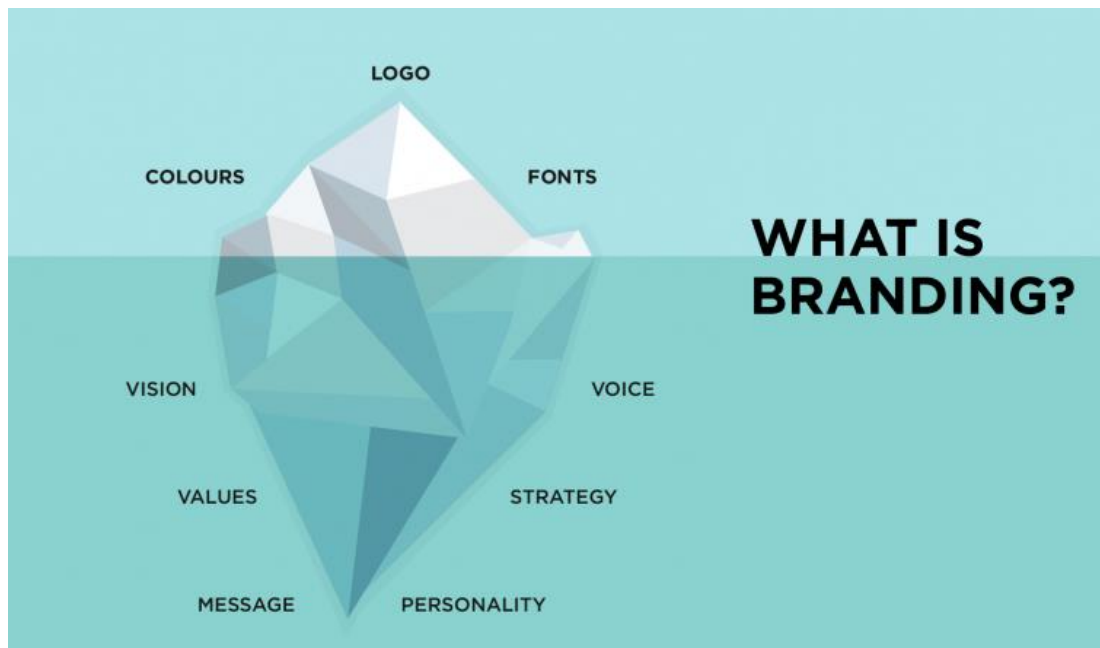 LOGO
COLOURS
FONTS
WHAT IS
BRANDING?
VISION
VOICE
VALUES
STRATEGY
MESSAGE
PERSONALITY